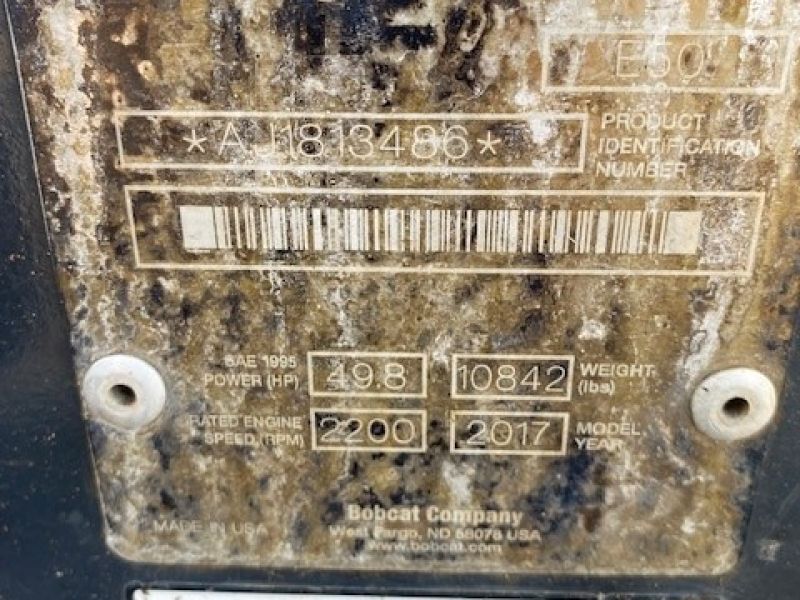 E50
*AJ1813486*
PRODUCT
IDENTIFICATION
NUMBER
SAE 1995
POWER (HP)
49.8
10842
WEIGHT
(lbs)
RATED ENGINE
SPEED (RPM)
2200
2017
MODEL
YEAR
Bobcat Company
West Fargo, ND 58078 USA
www.bobcat.com
MADE IN USA